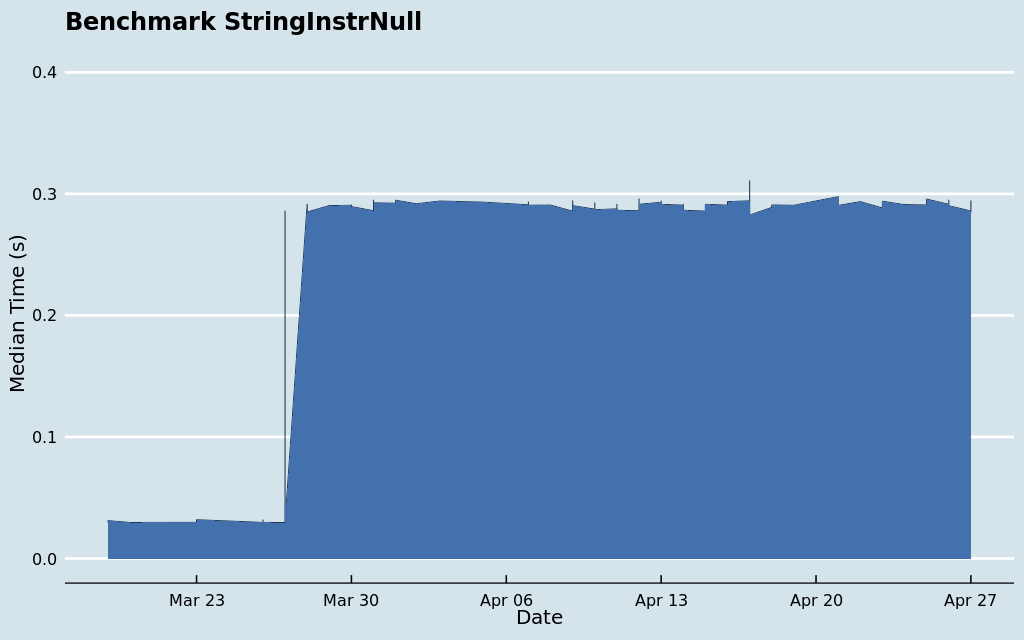 Benchmark StringInstrNull
0.4
0.3
0.2
0.1
0.0
Median Time (s)
Mar 23
Mar 30
Apr 06
Apr 13
Apr 20
Apr 27
Date